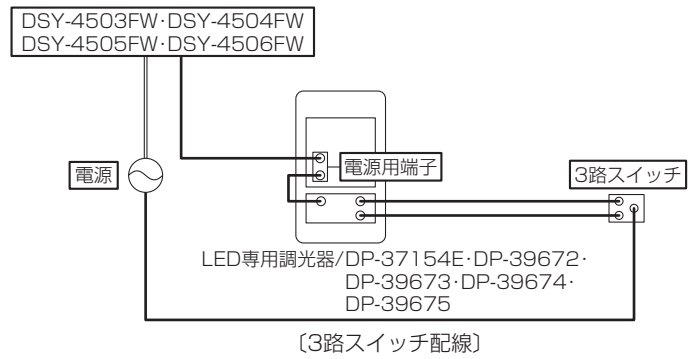 DSY-4503FW･DSY-4504FW
DSY-4505FW･DSY-4506FW
電源用端子
電源
3路スイッチ
LED専用調光器/DP-37154E･DP-39672･
DP-39673･DP-39674･
DP-39675
〔3路スイッチ配線〕